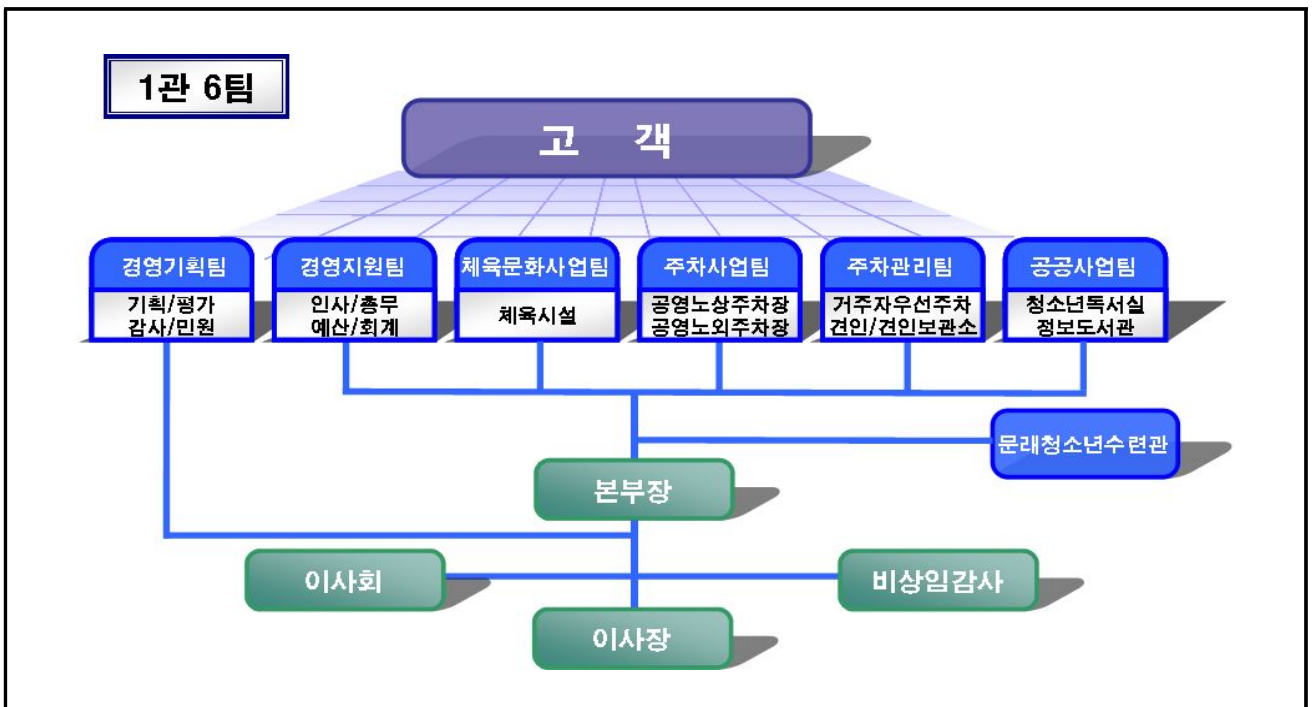 1관 6팀
고 객
경영기획팀
기획/평가
감사/민원
경영지원팀
인사/총무
예산/회계
체육문화사업팀
체육시설
주차사업팀
공영노상주차장
공영노외주차장
주차관리팀
거주자우선주차
견인/견인보관소
공공사업팀
청소년독서실
정보도서관
문래청소년수련관
본부장
이사회
비상임감사
이사장